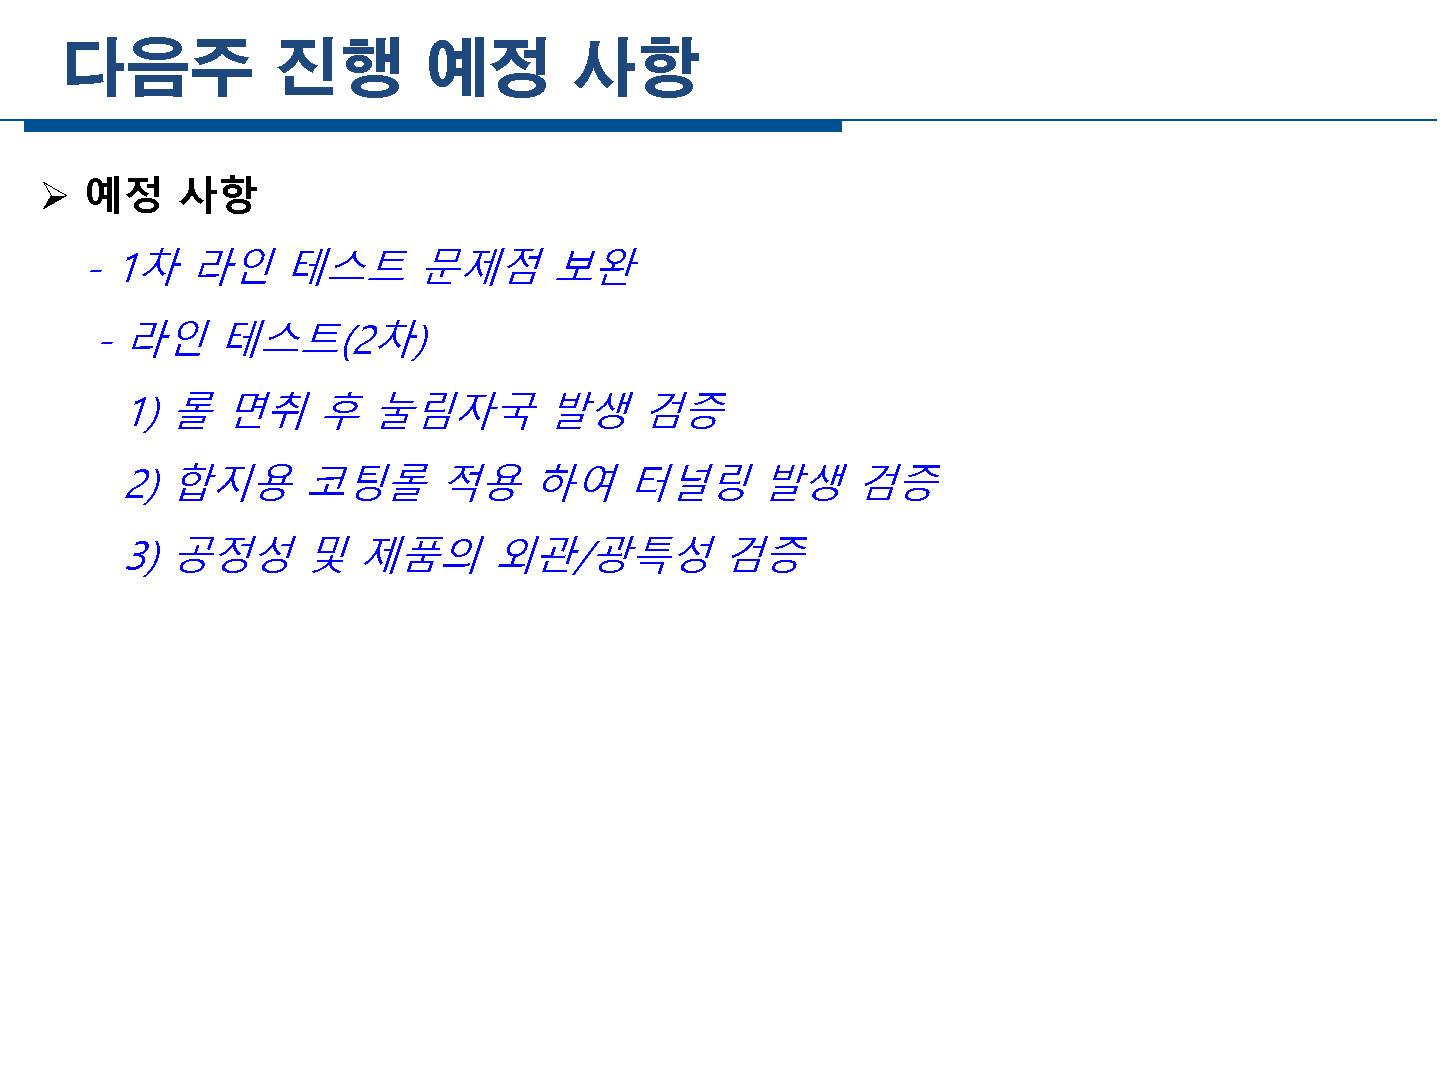 다음주 진행 예정 사항
➢ 예정 사항
- 1차 라인 테스트 문제점 보완
- 라인 테스트(2차)
1) 롤 면취 후 눌림자국 발생 검증
2) 합지용 코팅롤 적용 하여 터널링 발생 검증
3) 공정성 및 제품의 외관/광특성 검증